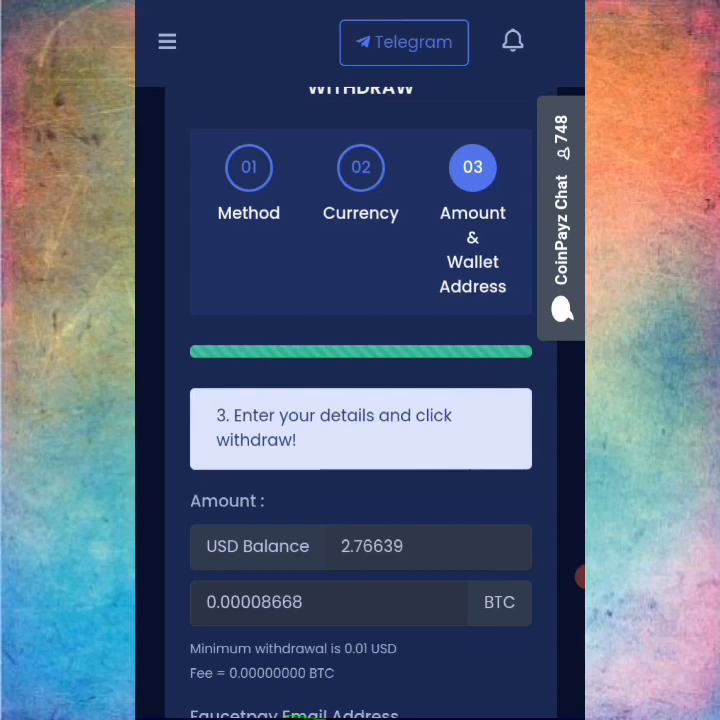 Telegram
WITHDRAW
01
02
03
Method
Currency
Amount
&
Wallet
Address
CoinPayz Chat 748
3. Enter your details and click
withdraw!
Amount :
USD Balance 2.76639
0.00008668 BTC
Minimum withdrawal is 0.01 USD
Fee = 0.00000000 BTC
Faucetpay Email Address